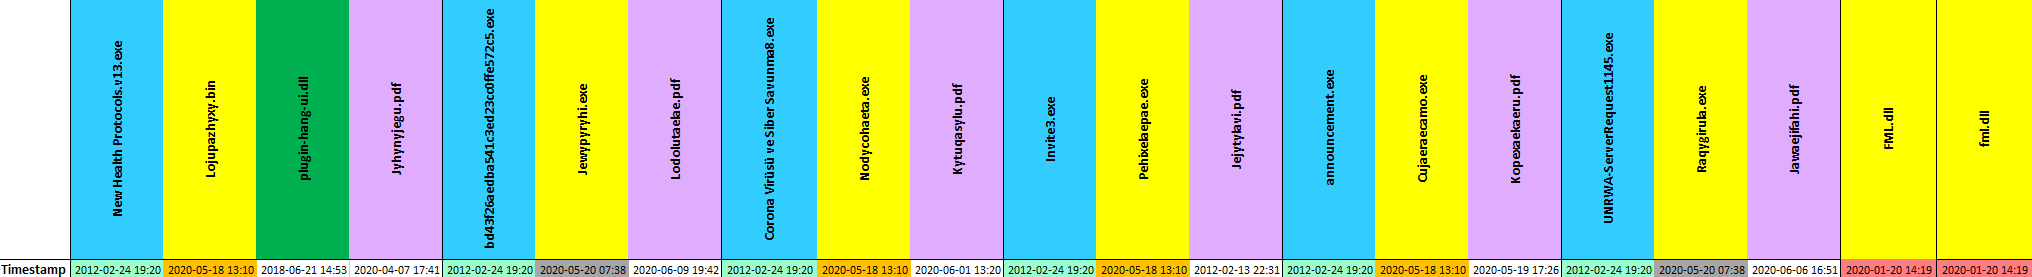 New Health Protocols.v13.exe
Lojupazhyxy.bin
plugin-hang-ui.dll
Jyhynyjegu.pdf
bd43f26aedba541c3ed23cc0ffe572c5.exe
Jewypyryhi.exe
Lodolutaelae.pdf
Corona Virüsü ve Siber Savunma8.exe
Nodycohaeta.exe
Kytuqasylu.pdf
Invite3.exe
Pehixelaepae.exe
Jejytylavi.pdf
announcement.exe
Cujaeraecamo.exe
Kopexaekaeru.pdf
UNRWA-ServerRequest1145.exe
Raqygirula.exe
Jawaejifahi.pdf
FML.dll
fml.dll
Timestamp 2012-02-24 19:20 2020-05-18 13:10 2018-06-21 14:53 2020-04-07 17:41 2012-02-24 19:20 2020-05-20 07:38 2020-06-09 19:42 2012-02-24 19:20 2020-05-18 13:10 2020-06-01 13:20 2012-02-24 19:20 2020-05-18 13:10 2012-02-13 22:31 2012-02-24 19:20 2020-05-18 13:10 2020-05-19 17:26 2012-02-24 19:20 2020-05-20 07:38 2020-06-06 16:51 2020-01-20 14:19 2020-01-20 14:19